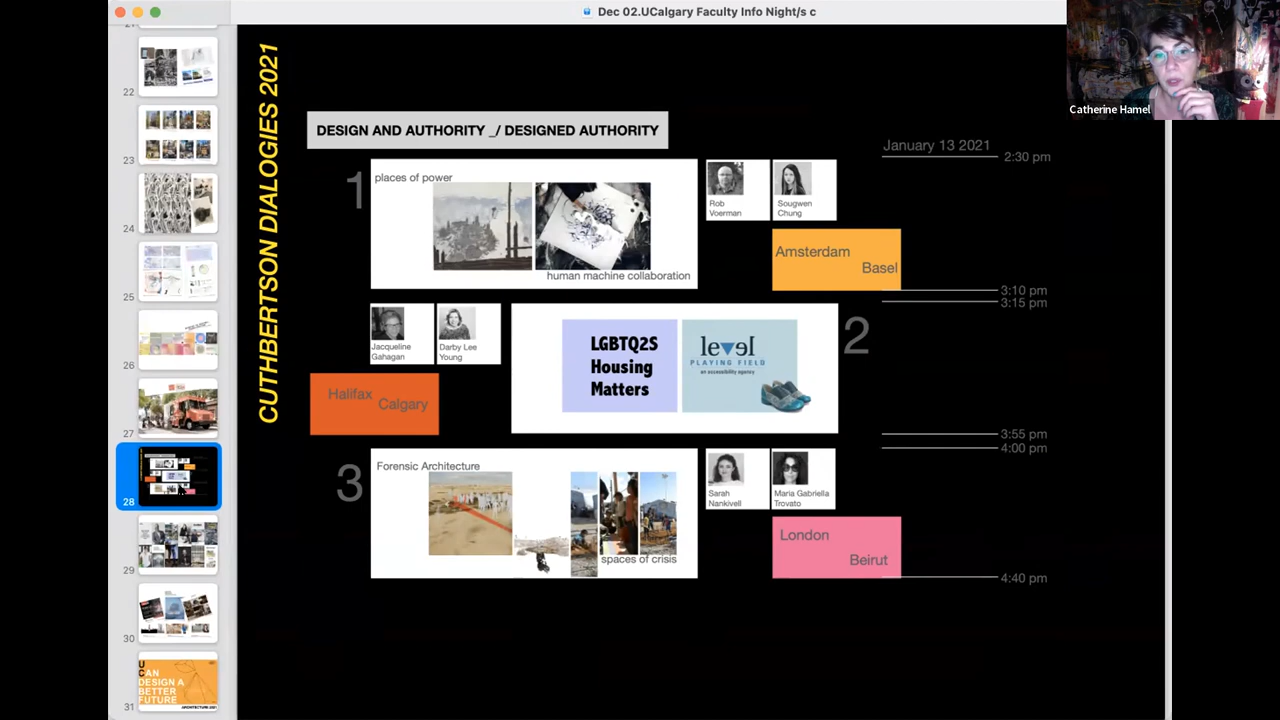 Dec 02.UCalgary Faculty Info Night/s c
Catherine Hamel
CUTHBERTSON DIALOGIES 2021
DESIGN AND AUTHORITY _/ DESIGNED AUTHORITY
January 13 2021
2:30 pm
1
places of power
human machine collaboration
Rob
Voerman
Sougwen
Chung
Amsterdam
Basel
3:10 pm
3:15 pm
Jacqueline
Gahagan
Darby Lee
Young
Halifax
Calgary
LGBTQ2S
Housing
Matters
level
PLAYING FIELD
an accessibility agency
2
3:55 pm
4:00 pm
3
Forensic Architecture
spaces of crisis
Sarah
Nankivell
Maria Gabriella
Trovato
London
Beirut
4:40 pm
22
23
24
25
26
27
28
29
30
31
U
CAN
DESIGN A
BETTER
FUTURE